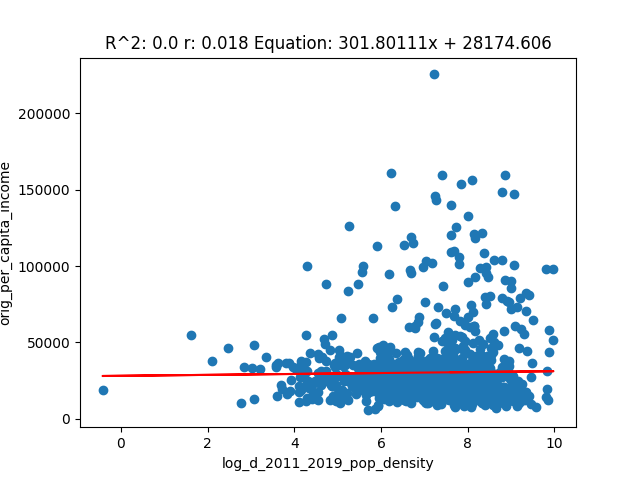 R^2: 0.0 r: 0.018 Equation: 301.80111x + 28174.606
orig_per_capita_income
200000
150000
100000
50000
0
0 2 4 6 8 10
log_d_2011_2019_pop_density